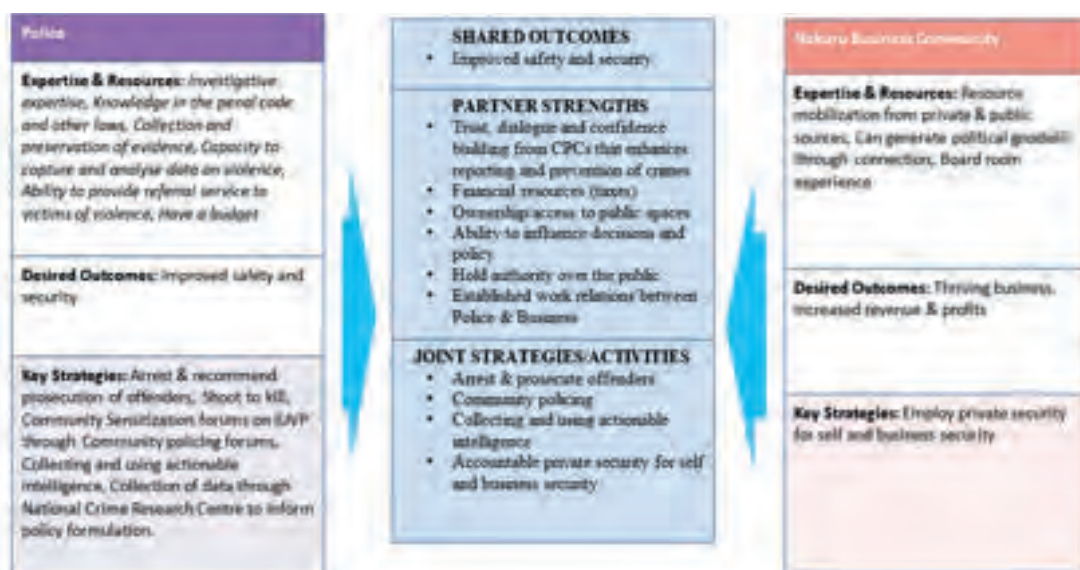 Police
Expertise & Resources: Investigative
expertise, Knowledge in the penal code
and other laws, Collection and
preservation of evidence, Capacity to
capture and analyse data on violence,
Ability to provide referral service to
victims of violence, Have a budget
Desired Outcomes: Improved safety and
security
Key Strategies: Arrest & recommend
prosecution of offenders, Shoot to kill,
Community Sensitization forums on
through Community policing forums,
Collecting and using actionable
intelligence, Collection of data through
National Crime Research Centre to inform
policy formulation.
SHARED OUTCOMES
• Improved safety and security
PARTNER STRENGTHS
• Trust, dialogue and confidence
building from CPCs that enhances
reporting and prevention of crimes
• Financial resources (taxes)
• Ownership/access to public spaces
• Ability to influence decisions and
policy
• Hold authority over the public
• Established work relations between
Police & Business
JOINT STRATEGIES/ACTIVITIES
• Arrest & prosecute offenders
• Community policing
• Collecting and using actionable
intelligence
• Accountable private security for self
and business security
Nakuru Business Community
Expertise & Resources: Resource
mobilization from private & public
sources, Can generate political goodwill
through connection, Board room
experience
Desired Outcomes: Thriving business,
increased revenue & profits
Key Strategies: Employ private security
for self and business security